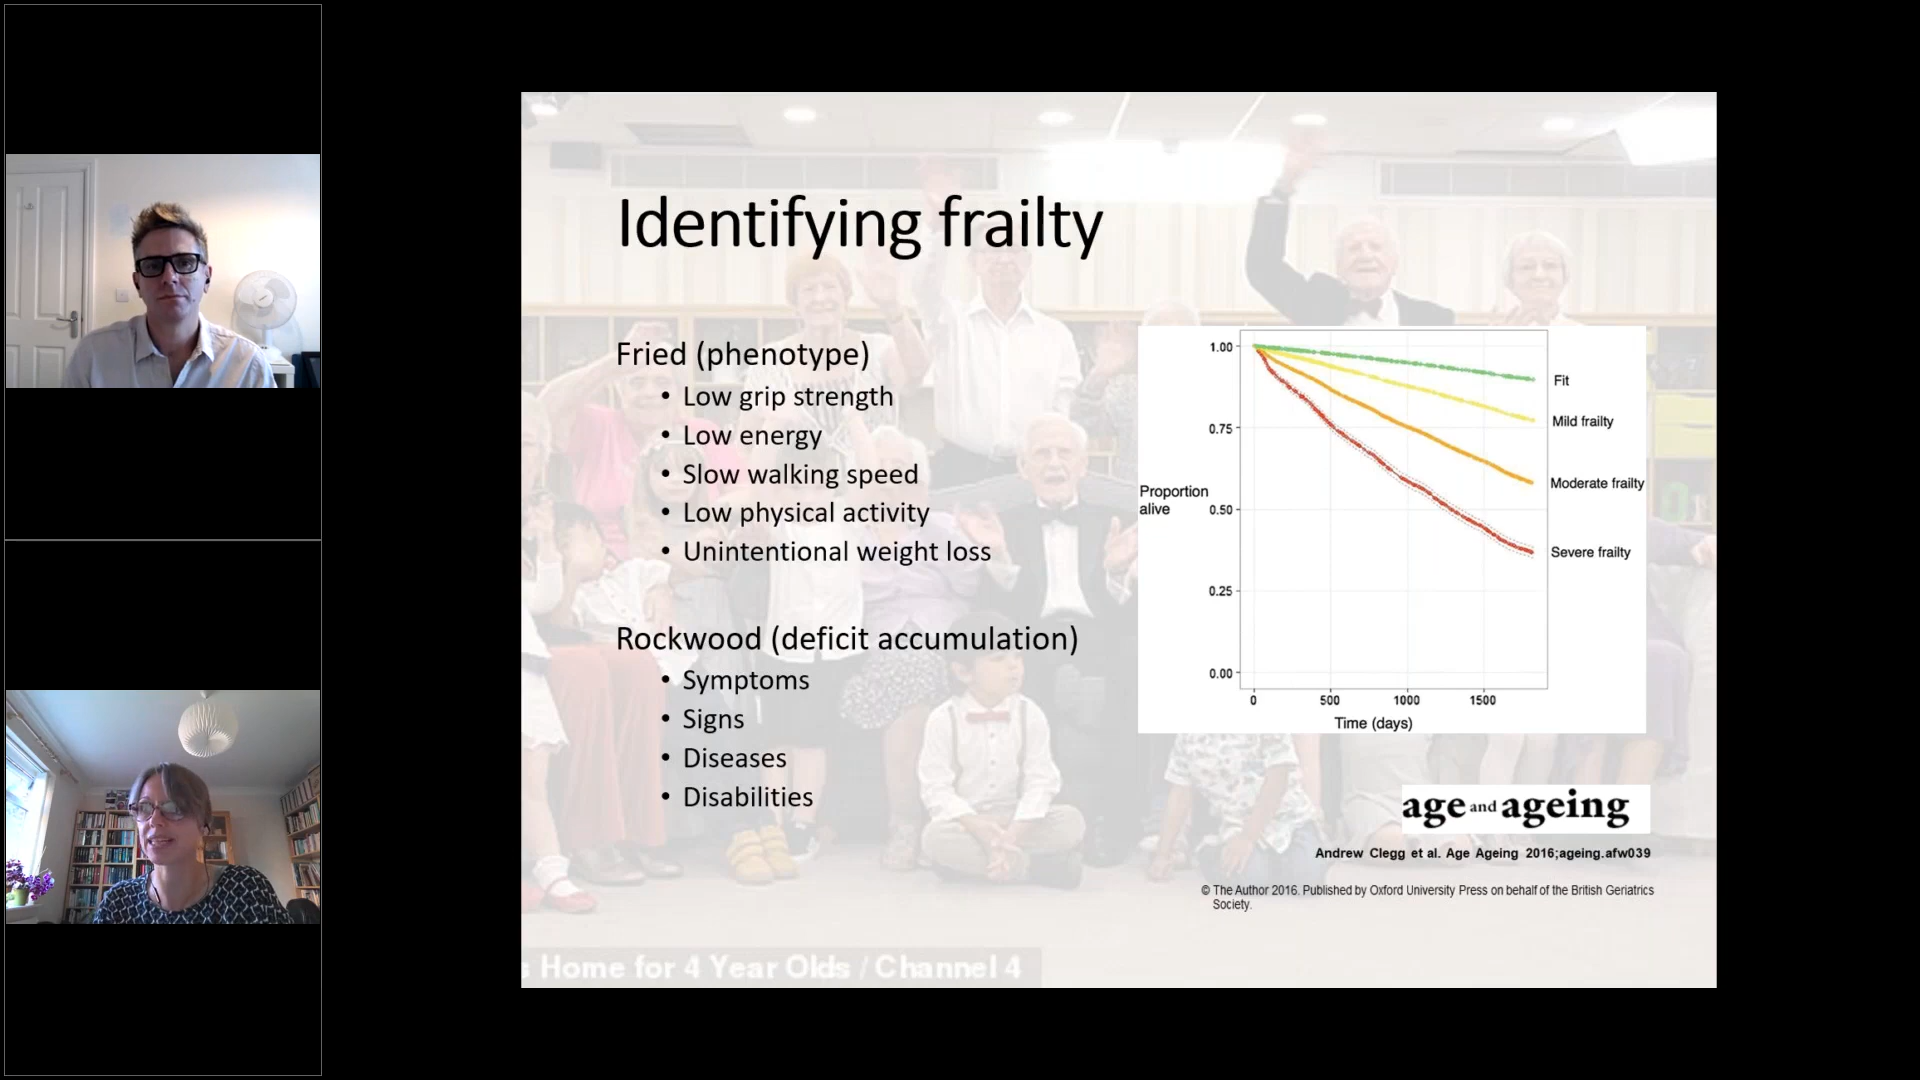 Identifying frailty
Fried (phenotype)
• Low grip strength
• Low energy
• Slow walking speed
• Low physical activity
• Unintentional weight loss
Rockwood (deficit accumulation)
• Symptoms
• Signs
• Diseases
• Disabilities
1.00
0.75
0.50
0.25
0.00
Proportion
alive
0 500 1000 1500
Time (days)
Fit
Mild frailty
Moderate frailty
Severe frailty
age and ageing
Andrew Clegg et al. Age Ageing 2016;ageing.afw039
© The Author 2016. Published by Oxford University Press on behalf of the British Geriatrics
Society.
s Home for 4 Year Olds / Channel 4